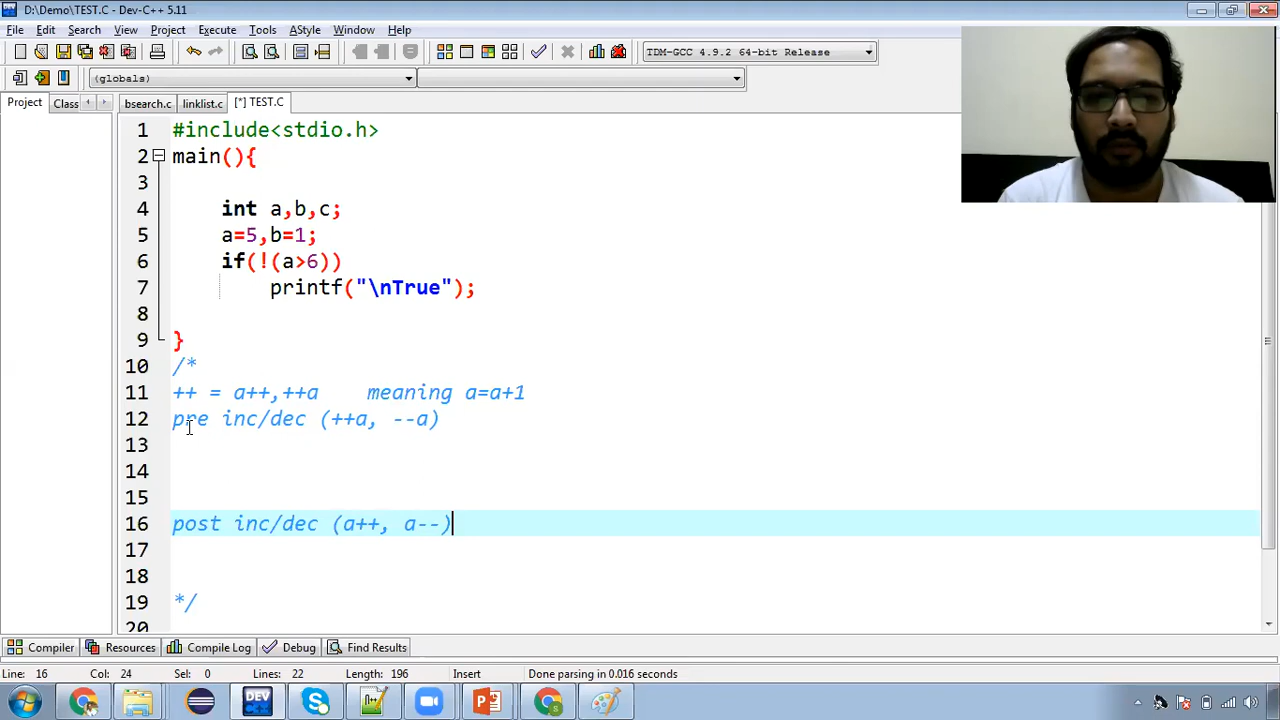 D:\Demo\TEST.C - Dev-C++ 5.11
File Edit Search View Project Execute Tools AStyle Window Help
TDM-GCC 4.9.2 64-bit Release
(globals)
Project Class bsearch.c linklist.c [*] TEST.C
1 #include<stdio.h>
2 main(){
3
4 int a,b,c;
5 a=5,b=1;
6 if(!(a>6))
7 printf("\nTrue");
8
9 }
10 /*
11 ++ = a++,++a meaning a=a+1
12 pre inc/dec (++a, --a)
13
14
15
16 post inc/dec (a++, a--)
17
18
19 */
20
Compiler Resources Compile Log Debug Find Results
Line: 16 Col: 24 Sel: 0 Lines: 22 Length: 196 Insert Done parsing in 0.016 seconds
DEV